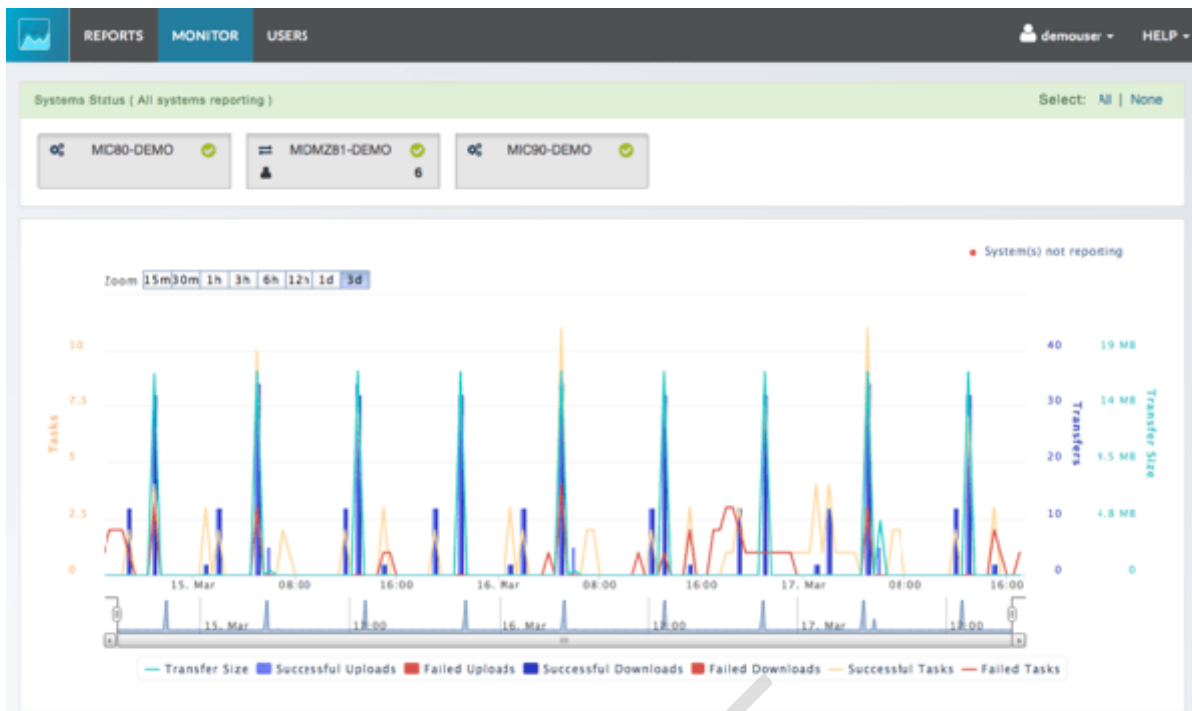 REPORTS MONITOR USERS demouser HELP
Systems Status ( All systems reporting ) Select: All | None
MIC80-DEMO MIDMZ81-DEMO MIC90-DEMO
6
System(s) not reporting
Zoom 15m 30m 1h 3h 6h 12h 1d 3d
10 40 19 MB
7.5 30 14 MB
5 20 9.5 MB
2.5 10 4.8 MB
0 0 0
Tasks
Transfers
Transfer Size
15. Mar 08:00 16:00 16. Mar 08:00 16:00 17. Mar 08:00 16:00
15. Mar 12:00 16. Mar 12:00 17. Mar 12:00
Transfer Size Successful Uploads Failed Uploads Successful Downloads Failed Downloads Successful Tasks Failed Tasks